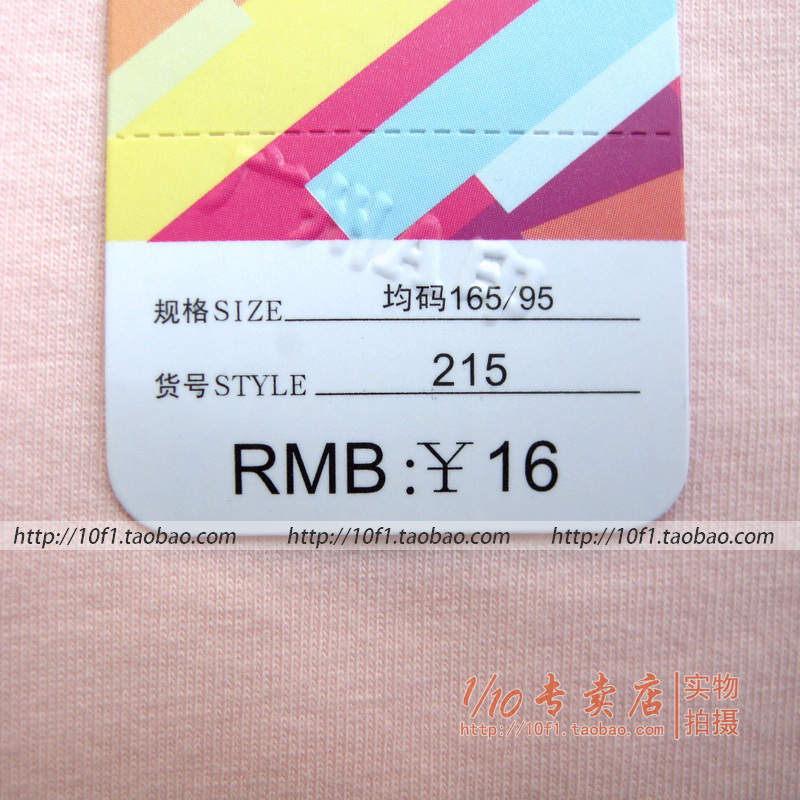 规格SIZE 均码165/95
货号STYLE 215
RMB:¥16
http://10f1.taobao.com http://10f1.taobao.com http://10f1.taobao.com
1/10专卖店 实物
http://10f1.taobao.com 拍摄